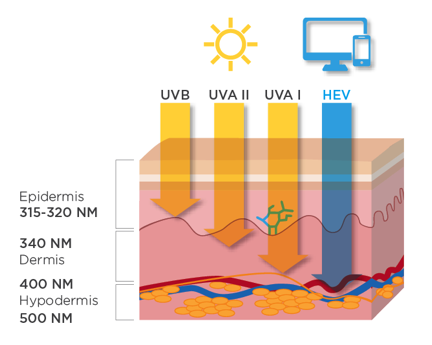 UVB UVA II UVA I HEV
Epidermis
315-320 NM
340 NM
Dermis
400 NM
Hypodermis
500 NM